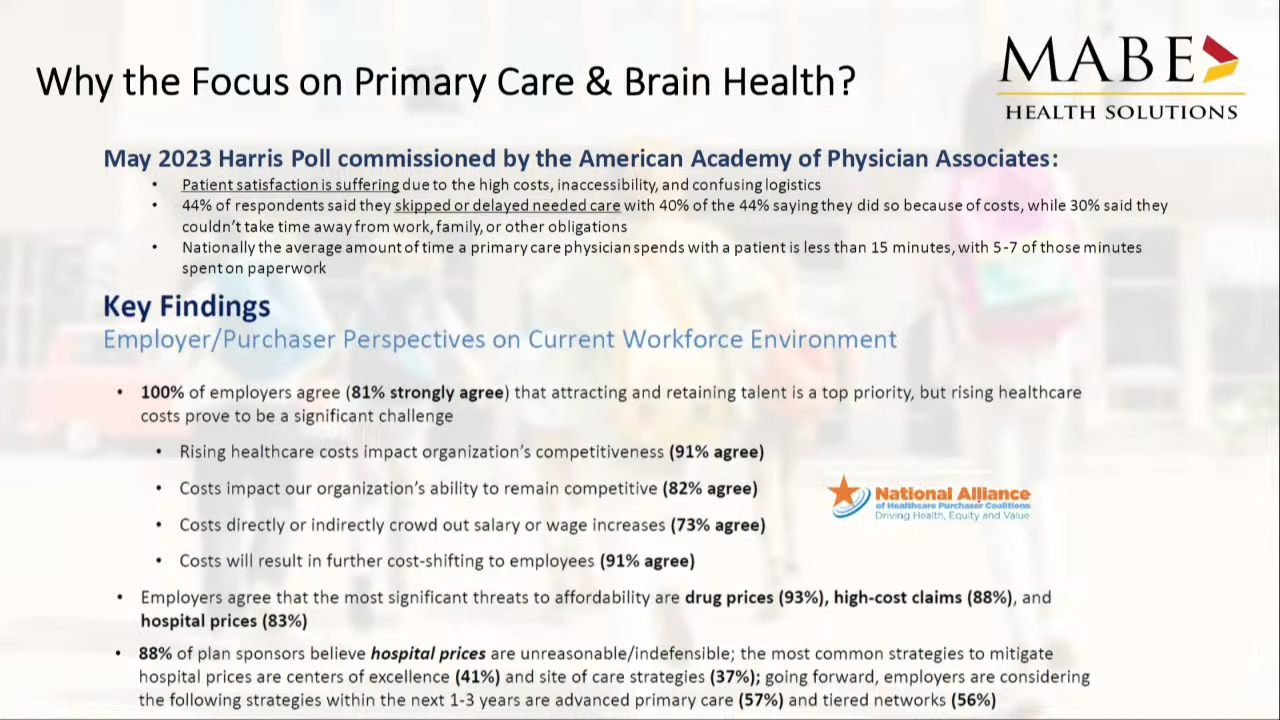 Why the Focus on Primary Care & Brain Health?
MABE
HEALTH SOLUTIONS
May 2023 Harris Poll commissioned by the American Academy of Physician Associates:
• Patient satisfaction is suffering due to the high costs, inaccessibility, and confusing logistics
• 44% of respondents said they skipped or delayed needed care with 40% of the 44% saying they did so because of costs, while 30% said they
couldn't take time away from work, family, or other obligations
• Nationally the average amount of time a primary care physician spends with a patient is less than 15 minutes, with 5-7 of those minutes
spent on paperwork
Key Findings
Employer/Purchaser Perspectives on Current Workforce Environment
• 100% of employers agree (81% strongly agree) that attracting and retaining talent is a top priority, but rising healthcare
costs prove to be a significant challenge
• Rising healthcare costs impact organization's competitiveness (91% agree)
• Costs impact our organization's ability to remain competitive (82% agree)
• Costs directly or indirectly crowd out salary or wage increases (73% agree)
• Costs will result in further cost-shifting to employees (91% agree)
National Alliance
of Healthcare Purchaser Coalitions
Driving Health, Equity and Value
• Employers agree that the most significant threats to affordability are drug prices (93%), high-cost claims (88%), and
hospital prices (83%)
• 88% of plan sponsors believe hospital prices are unreasonable/indefensible; the most common strategies to mitigate
hospital prices are centers of excellence (41%) and site of care strategies (37%); going forward, employers are considering
the following strategies within the next 1-3 years are advanced primary care (57%) and tiered networks (56%)